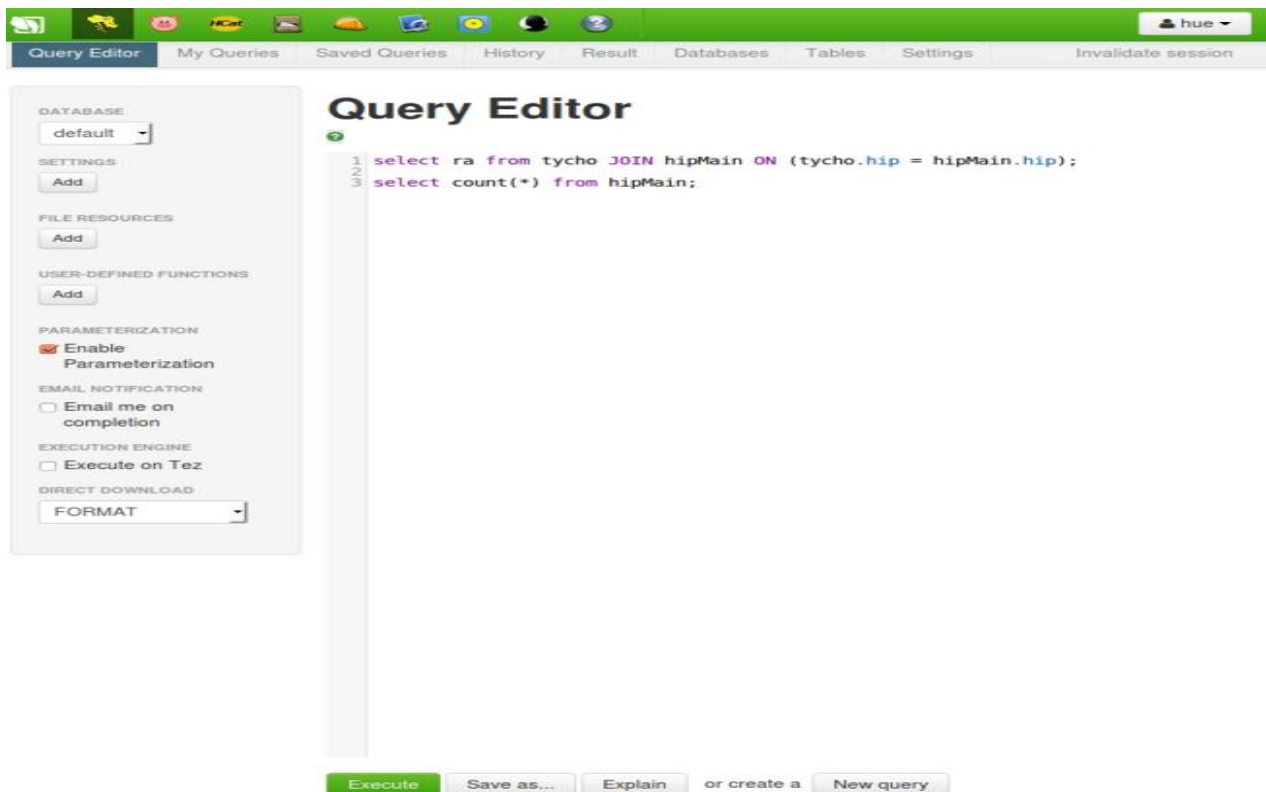 HCat
hue
Query Editor My Queries Saved Queries History Result Databases Tables Settings Invalidate session
DATABASE
default
SETTINGS
Add
FILE RESOURCES
Add
USER-DEFINED FUNCTIONS
Add
PARAMETERIZATION
Enable
Parameterization
EMAIL NOTIFICATION
Email me on
completion
EXECUTION ENGINE
Execute on Tez
DIRECT DOWNLOAD
FORMAT
Query Editor
1 select ra from tycho JOIN hipMain ON (tycho.hip = hipMain.hip);
2
3 select count(*) from hipMain;
Execute Save as... Explain or create a New query